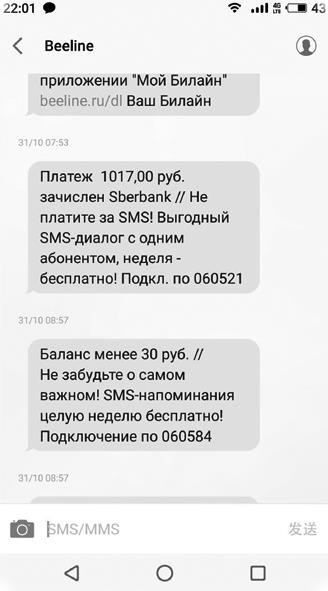 22:01 4G LTE 43
Beeline
приложении "Мой Билайн"
beeline.ru/dl Ваш Билайн
31/10 07:53
Платеж 1017,00 руб.
зачислен Sberbank // Не
платите за SMS! Выгодный
SMS-диалог с одним
абонентом, неделя -
бесплатно! Подкл. по 060521
31/10 08:57
Баланс менее 30 руб. //
Не забудьте о самом
важном! SMS-напоминания
целую неделю бесплатно!
Подключение по 060584
31/10 08:57
SMS/MMS 发送